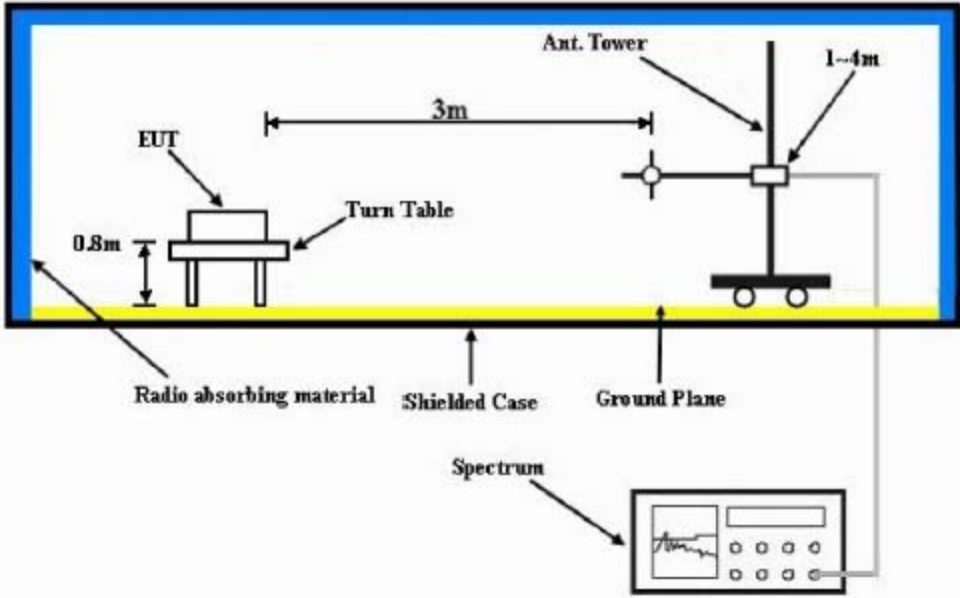 Ant. Tower
1~4m
3m
EUT
Turn Table
0.8m
Radio absorbing material
Shielded Case
Ground Plane
Spectrum